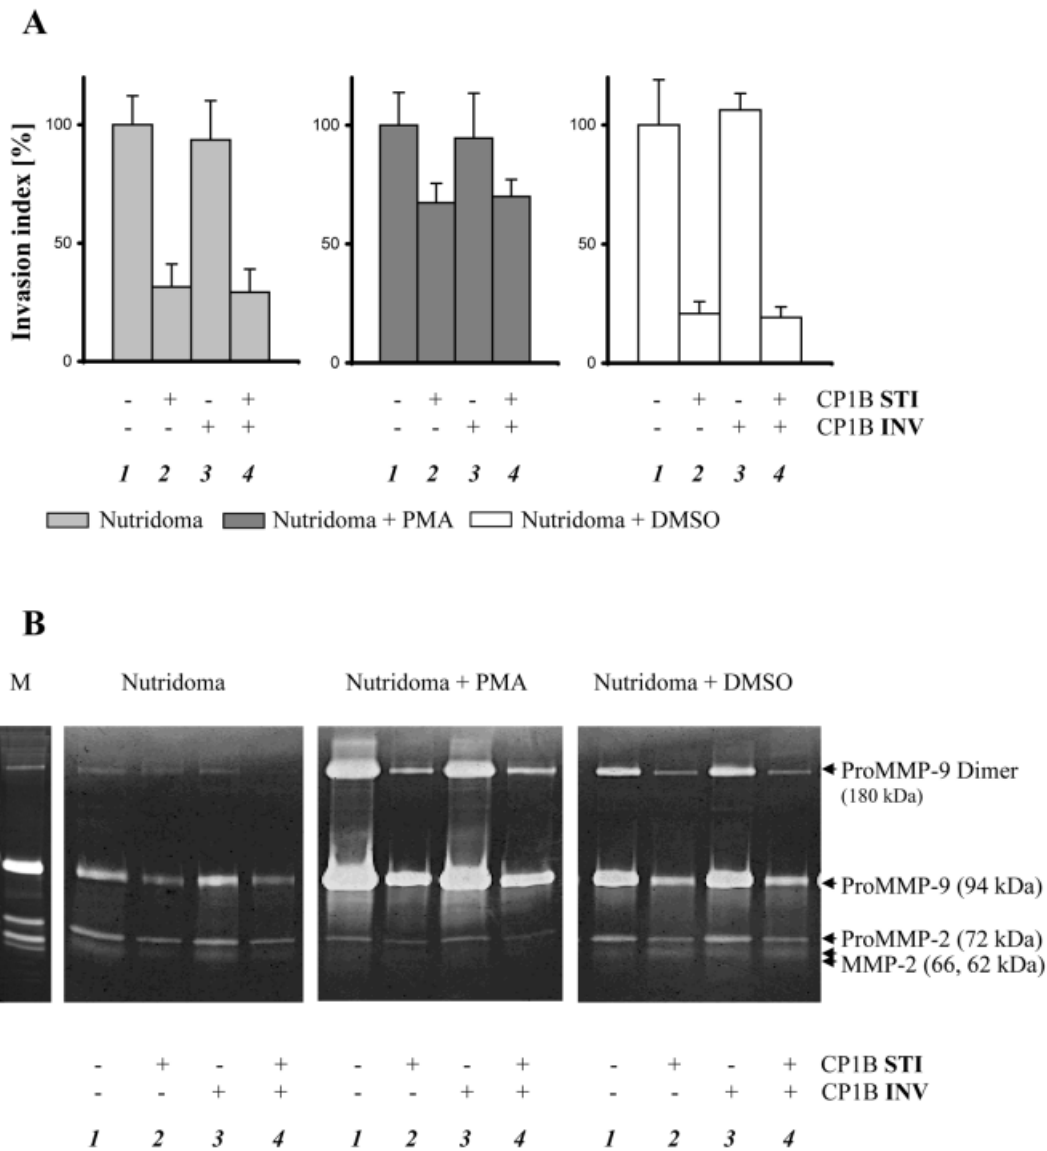 A
Invasion index [%]
100
50
0
100
50
0
100
50
0
- + - + - + - + - + - + CP1B STI
- - + + - - + + - - + + CP1B INV
1 2 3 4 1 2 3 4 1 2 3 4
Nutridoma Nutridoma + PMA Nutridoma + DMSO
B
M Nutridoma Nutridoma + PMA Nutridoma + DMSO
ProMMP-9 Dimer
(180 kDa)
ProMMP-9 (94 kDa)
ProMMP-2 (72 kDa)
MMP-2 (66, 62 kDa)
- + - + - + - + - + - + CP1B STI
- - + + - - + + - - + + CP1B INV
1 2 3 4 1 2 3 4 1 2 3 4